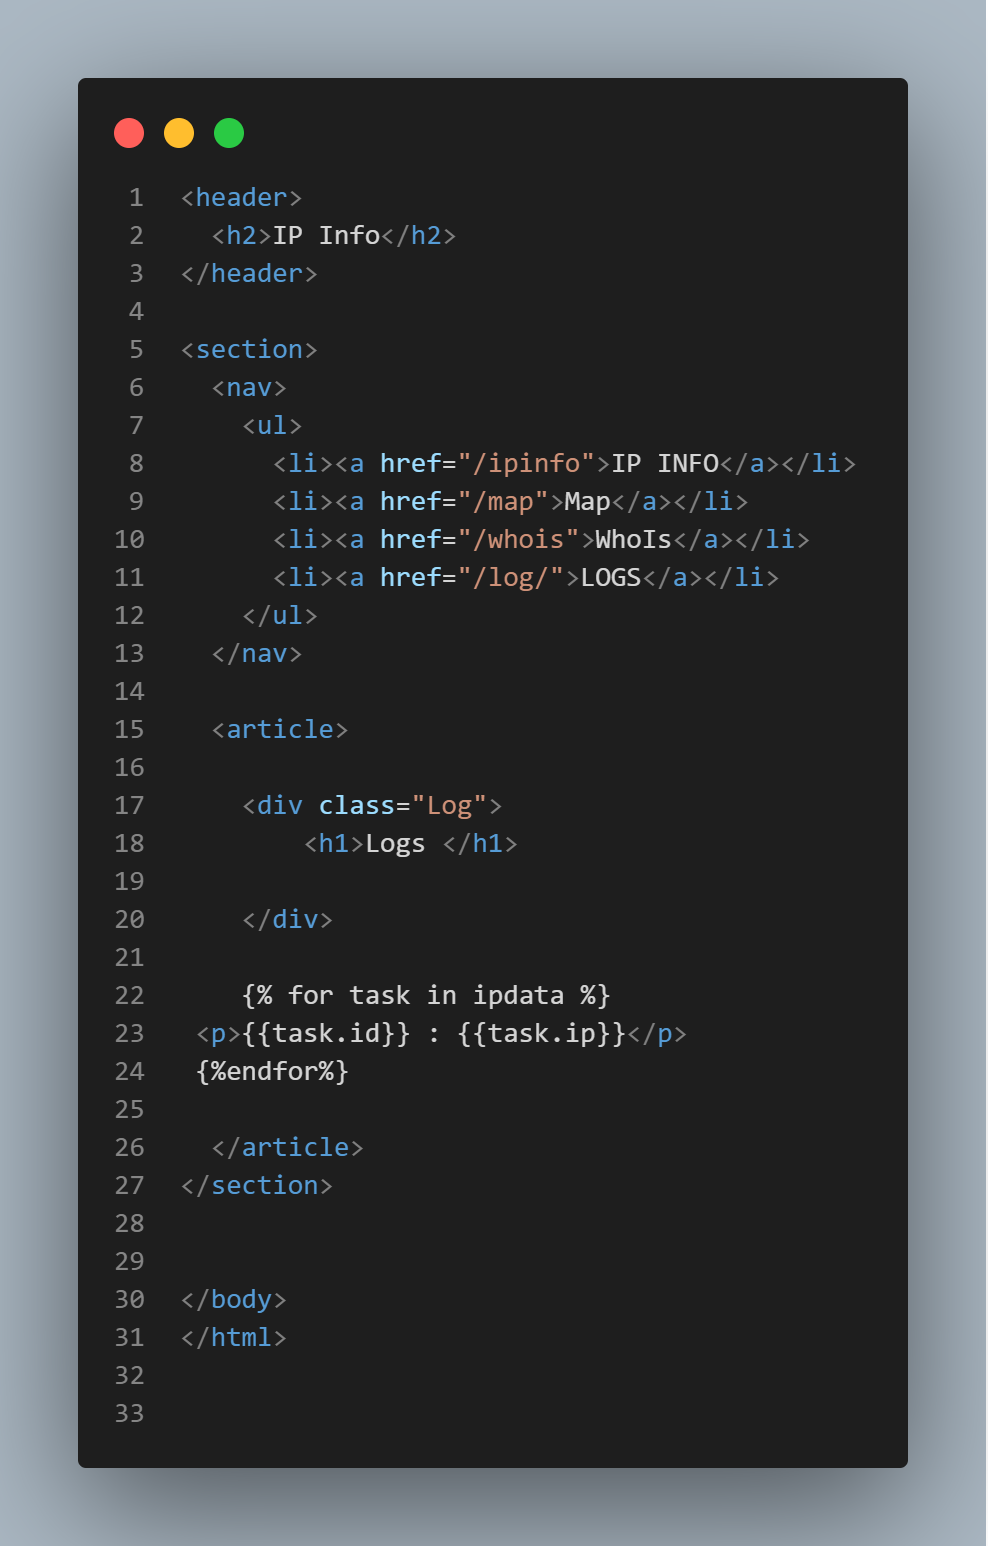 1 <header>
2   <h2>IP Info</h2>
3 </header>
4
5 <section>
6   <nav>
7     <ul>
8       <li><a href="/ipinfo">IP INFO</a></li>
9       <li><a href="/map">Map</a></li>
10       <li><a href="/whois">WhoIs</a></li>
11       <li><a href="/log/">LOGS</a></li>
12     </ul>
13   </nav>
14
15   <article>
16
17     <div class="Log">
18         <h1>Logs </h1>
19
20     </div>
21
22     {% for task in ipdata %}
23  <p>{{task.id}} : {{task.ip}}</p>
24  {%endfor%}
25
26   </article>
27 </section>
28
29
30 </body>
31 </html>
32
33